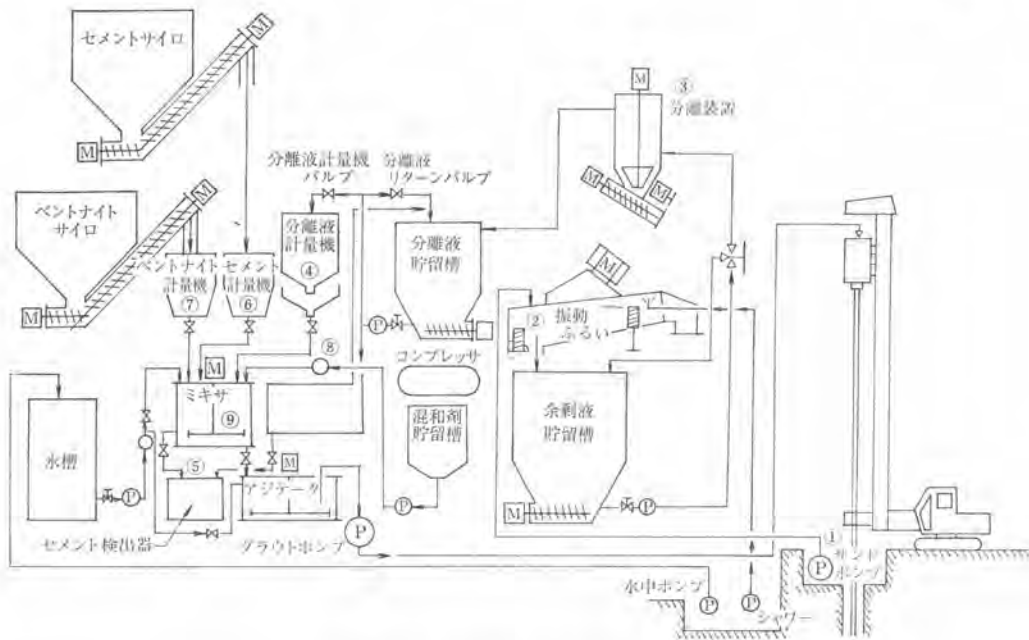 セメントサイロ
M
M
ベントナイト
サイロ
M
M
ベントナイト
計量機
⑦
セメント
計量機
⑥
分離液計量機
バルブ
分離液
リターンバルブ
分離液
計量機
④
分離液
貯留槽
P
M
③
分離装置
M
M
M
②
振動
ふるい
コンプレッサ
混和剤
貯留槽
P
余剰液
貯留槽
M
P
⑧
M
ミキサ
⑨
水槽
P
⑤
セメント検出器
M
アジテータ
グラウトポンプ
P
水中ポンプ
P
P
シャワー
①
P
サンド
ポンプ